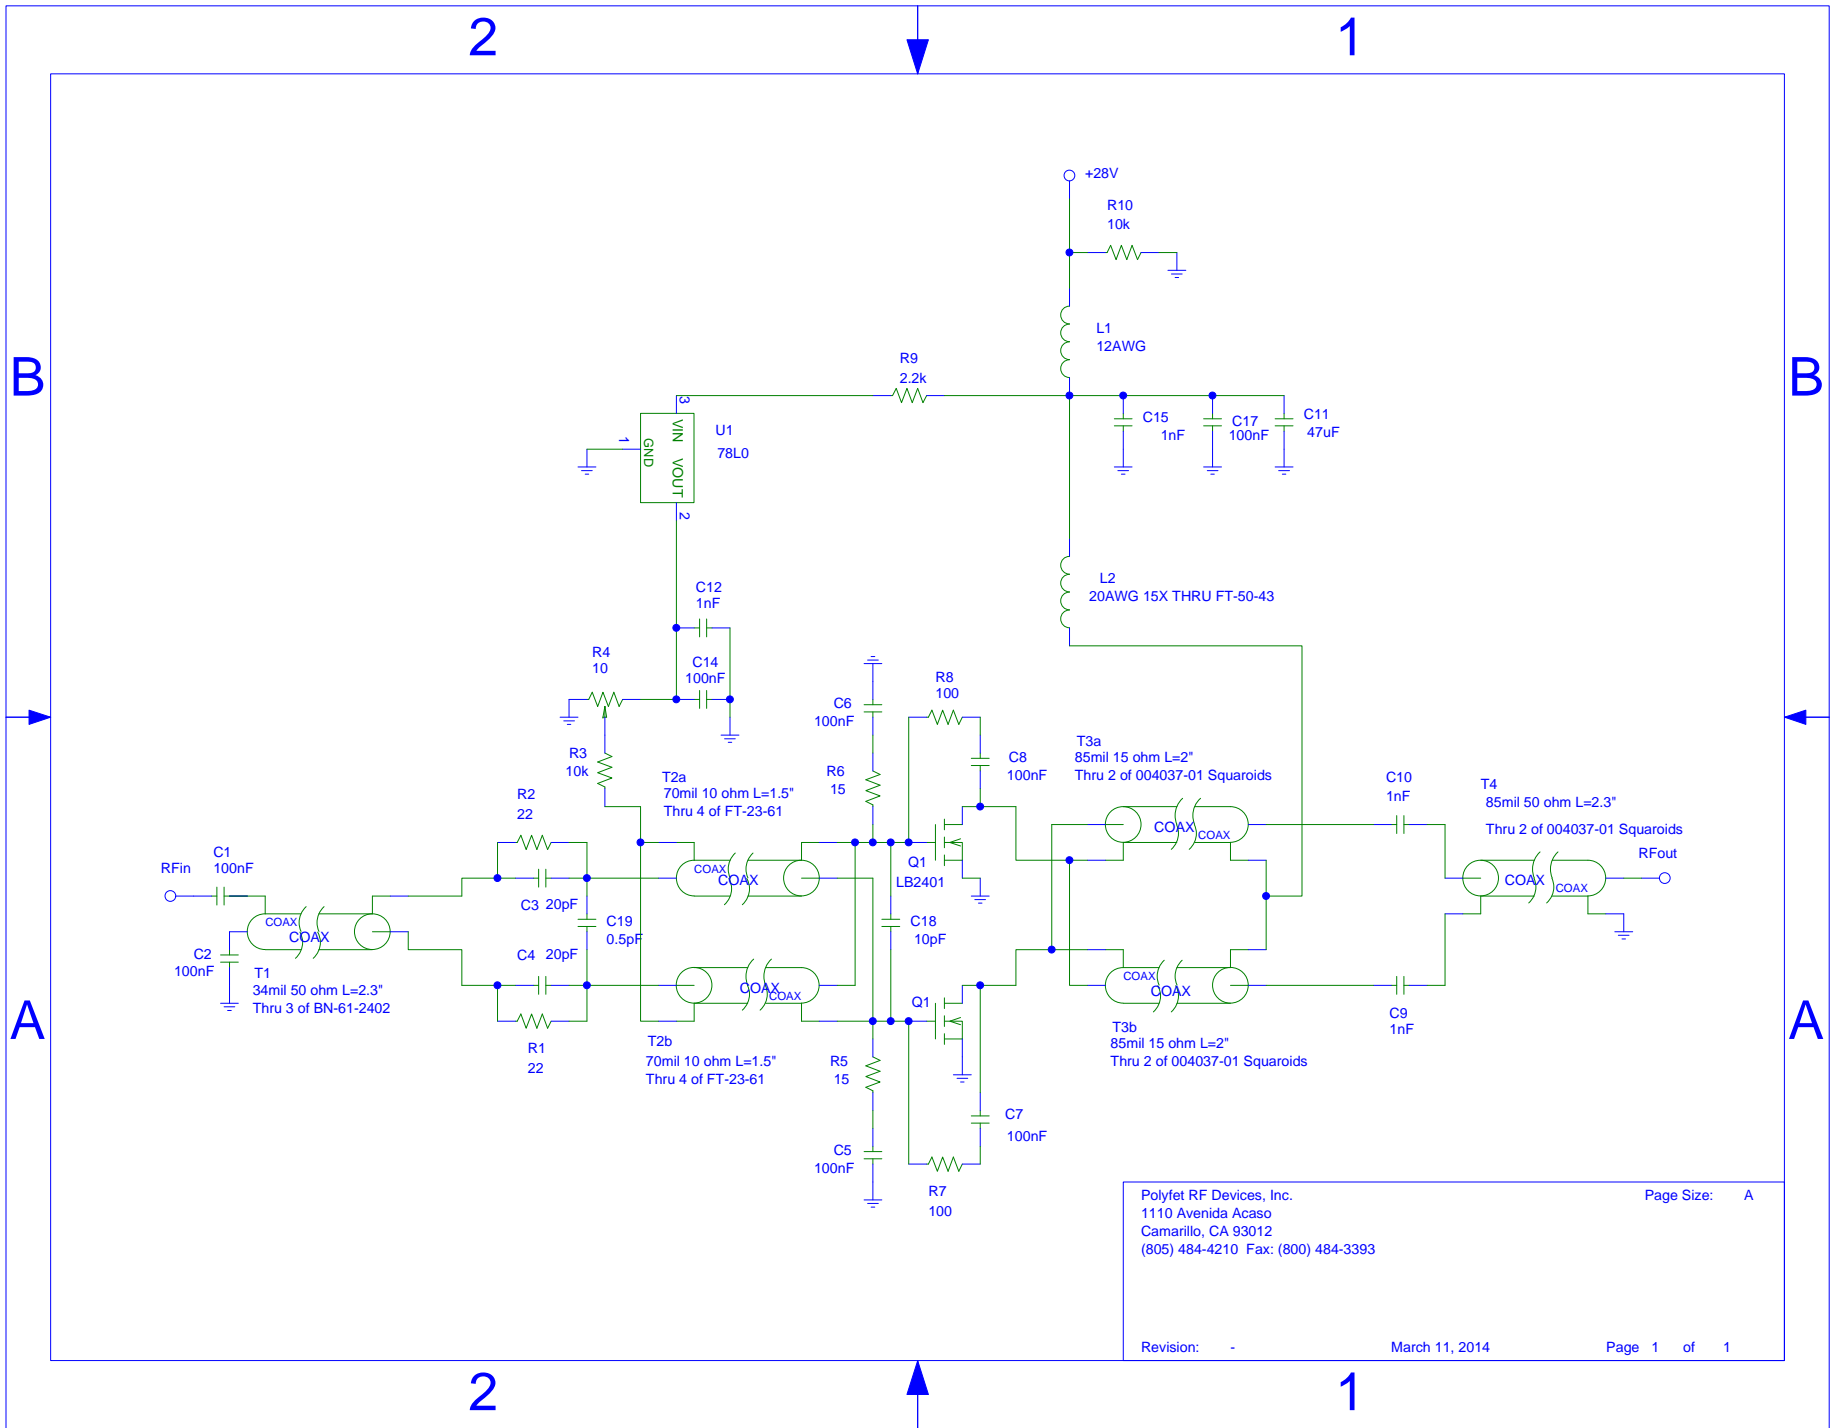 2
1
+28V
R10
10k
L1
12AWG
B
B
R9
2.2k
C15
1nF
C17
100nF
C11
47uF
3
VIN
1
GND
VOUT
2
U1
78L0
L2
20AWG 15X THRU FT-50-43
C12
1nF
C14
100nF
R4
10
R3
10k
C6
100nF
R8
100
C8
100nF
R6
15
T3a
85mil 15 ohm L=2"
Thru 2 of 004037-01 Squaroids
C10
1nF
T4
85mil 50 ohm L=2.3"
Thru 2 of 004037-01 Squaroids
T2a
70mil 10 ohm L=1.5"
Thru 4 of FT-23-61
R2
22
COAX
COAX
RFin
C1
100nF
Q1
LB2401
RFout
COAX
COAX
COAX
COAX
C3 20pF
C19
0.5pF
C18
10pF
COAX
COAX
C2
100nF
T1
34mil 50 ohm L=2.3"
Thru 3 of BN-61-2402
C4 20pF
COAX
COAX
COAX
COAX
Q1
C9
1nF
A
A
R1
22
T2b
70mil 10 ohm L=1.5"
Thru 4 of FT-23-61
R5
15
T3b
85mil 15 ohm L=2"
Thru 2 of 004037-01 Squaroids
C7
100nF
C5
100nF
R7
100
Polyfet RF Devices, Inc.
Page Size: A
1110 Avenida Acaso
Camarillo, CA 93012
(805) 484-4210 Fax: (800) 484-3393
Revision: - March 11, 2014 Page 1 of 1
2
1